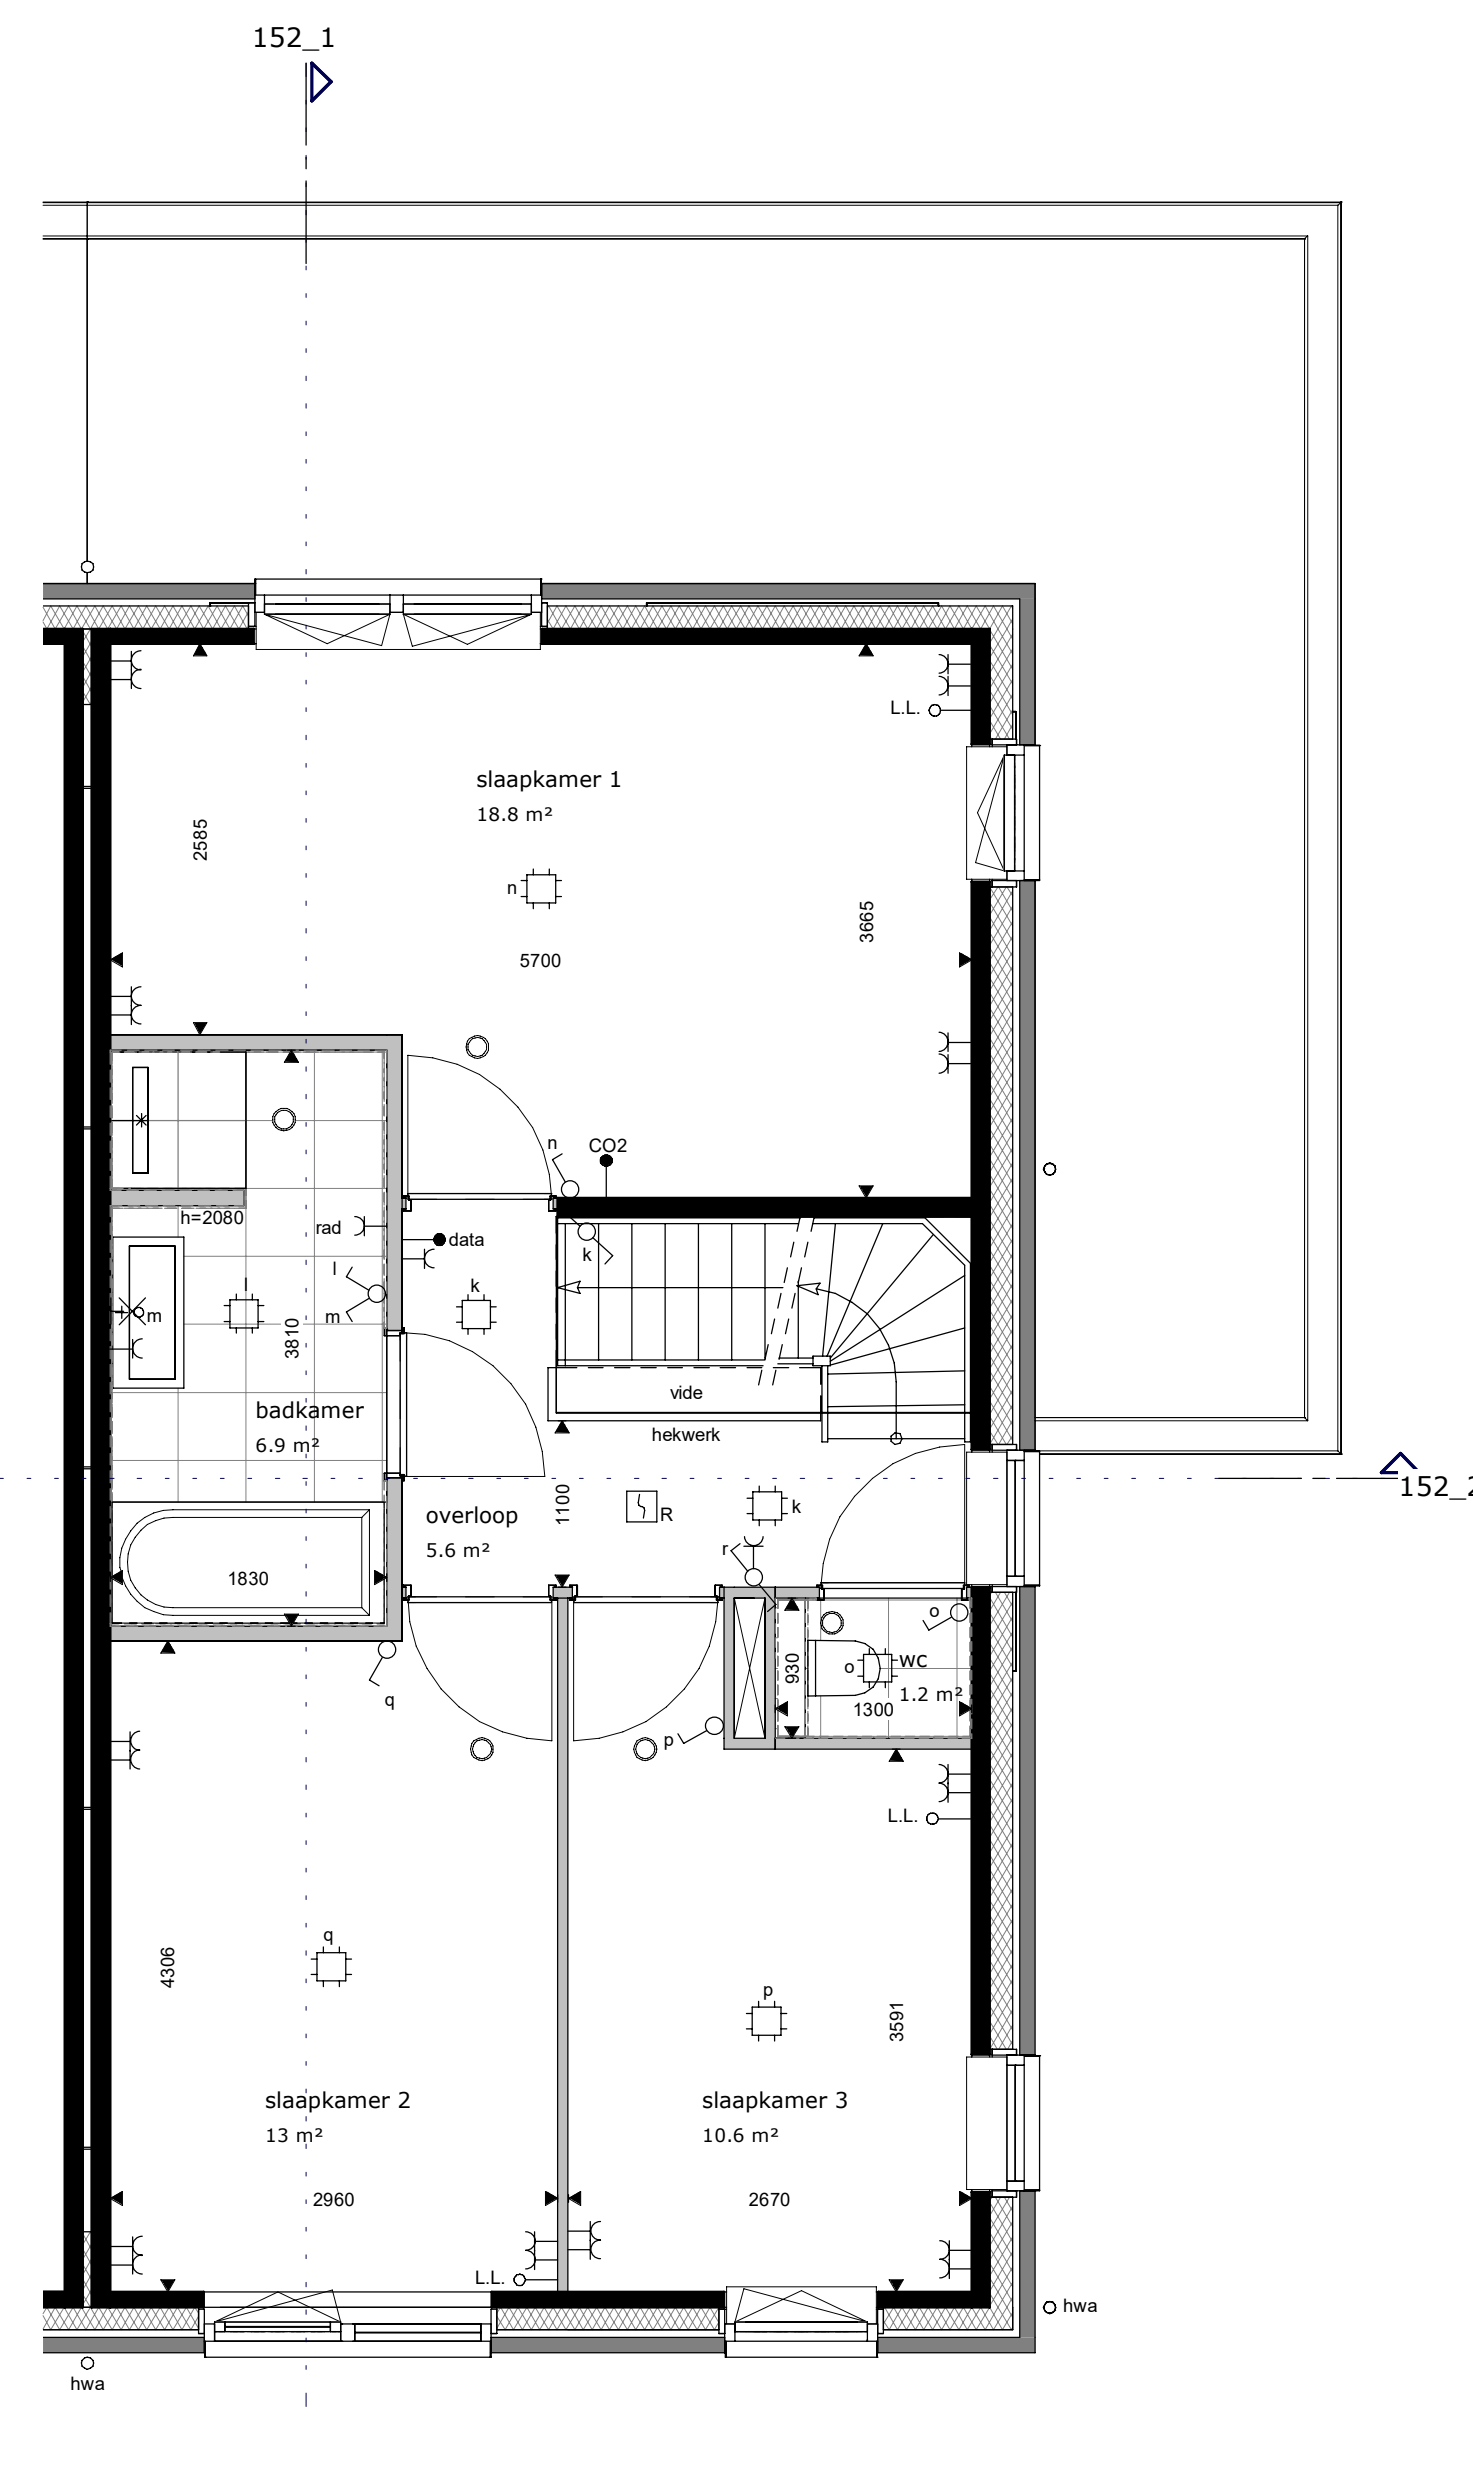 152_1
L.L.
slaapkamer 1
18.8 m²
2585
n
3665
5700
n
CO2
h=2080
rad
data
k
l
l
k
m
m
3810
vide
badkamer
hekwerk
6.9 m²
152_2
1100
overloop
R
k
5.6 m²
r
1830
o
930
o
wc
1.2 m²
q
1300
p
L.L.
q
4306
p
3591
slaapkamer 2
slaapkamer 3
13 m²
10.6 m²
2960
2670
L.L.
hwa
hwa